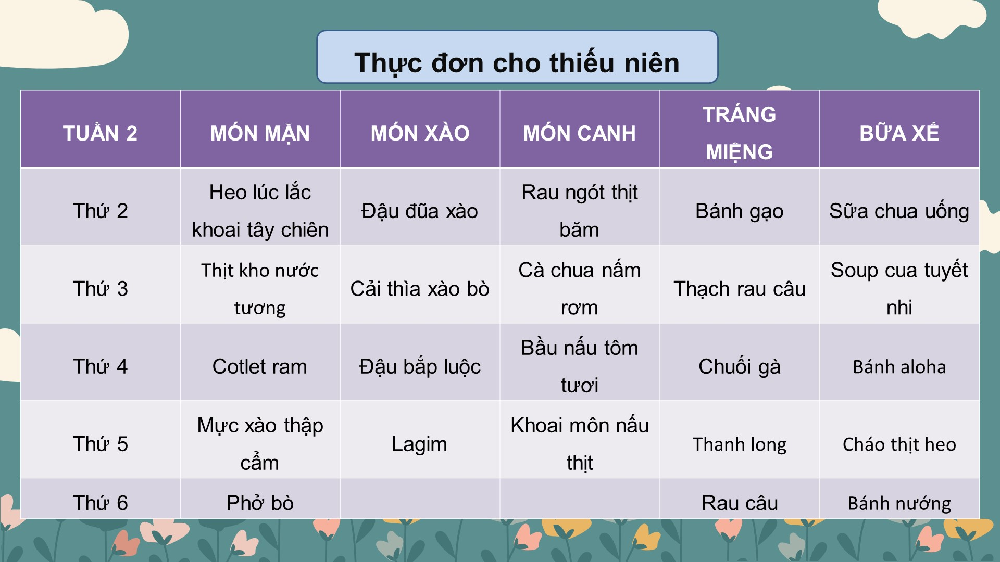 Thực đơn cho thiếu niên
TUẦN 2
MÓN MẶN
MÓN XÀO
MÓN CANH
TRÁNG
MIỆNG
BỮA XẾ
Thứ 2
Heo lúc lắc
khoai tây chiên
Đậu đũa xào
Rau ngót thịt
băm
Bánh gạo
Sữa chua uống
Thứ 3
Thịt kho nước
tương
Cải thìa xào bò
Cà chua nấm
rơm
Thạch rau câu
Soup cua tuyết
nhi
Thứ 4
Cotlet ram
Đậu bắp luộc
Bầu nấu tôm
tươi
Chuối gà
Bánh aloha
Thứ 5
Mực xào thập
cẩm
Lagim
Khoai môn nấu
thịt
Thanh long
Cháo thịt heo
Thứ 6
Phở bò
Rau câu
Bánh nướng